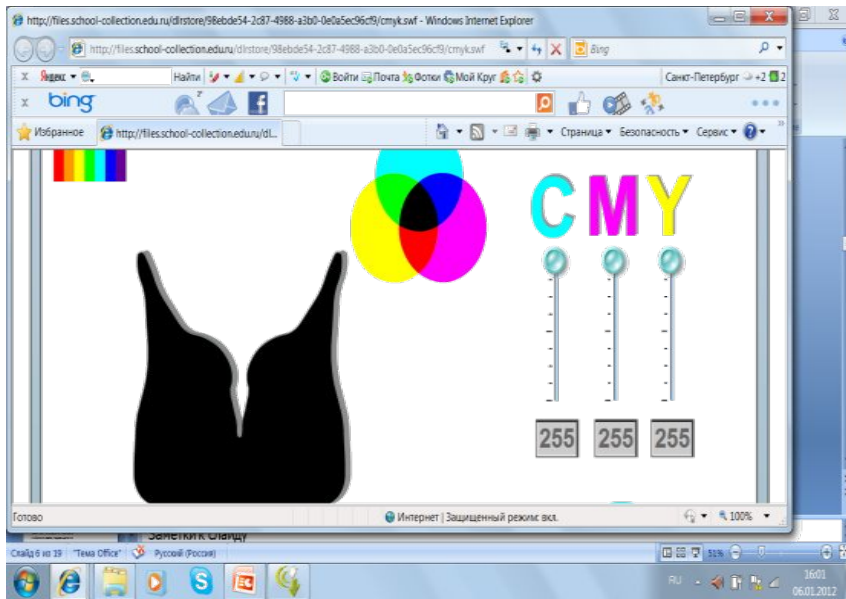 http://files.school-collection.edu.ru/dlrstore/98ebde54-2c87-4988-a3b0-0e0a5ec96cf9/cmyk.swf - Windows Internet Explorer
http://files.school-collection.edu.ru/dlrstore/98ebde54-2c87-4988-a3b0-0e0a5ec96cf9/cmyk.swf Bing
x Яндекс Найти Войти Почта Фотки Мой Круг Санкт-Петербург +2 2
x bing
Избранное http://files.school-collection.edu.ru/dl... Страница Безопасность Сервис
C M Y
255 255 255
Готово Интернет | Защищенный режим: вкл. 100%
Заметки к слайду
Слайд 6 из 19 "Тема Office" Русский (Россия) 51%
RU 16:01
06.01.2012